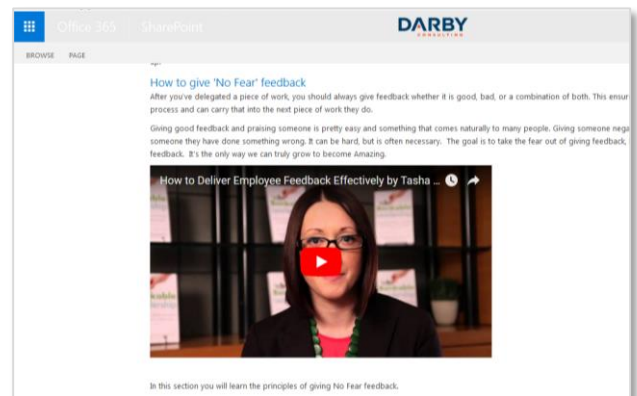 Office 365 SharePoint
DARBY
CONSULTING
BROWSE PAGE
How to give 'No Fear' feedback
After you've delegated a piece of work, you should always give feedback whether it is good, bad, or a combination of both. This ensur
process and can carry that into the next piece of work they do.
Giving good feedback and praising someone is pretty easy and something that comes naturally to many people. Giving someone nega
someone they have done something wrong. It can be hard, but is often necessary. The goal is to take the fear out of giving feedback,
feedback. It's the only way we can truly grow to become Amazing.
How to Deliver Employee Feedback Effectively by Tasha ...
In this section you will learn the principles of giving No Fear feedback.